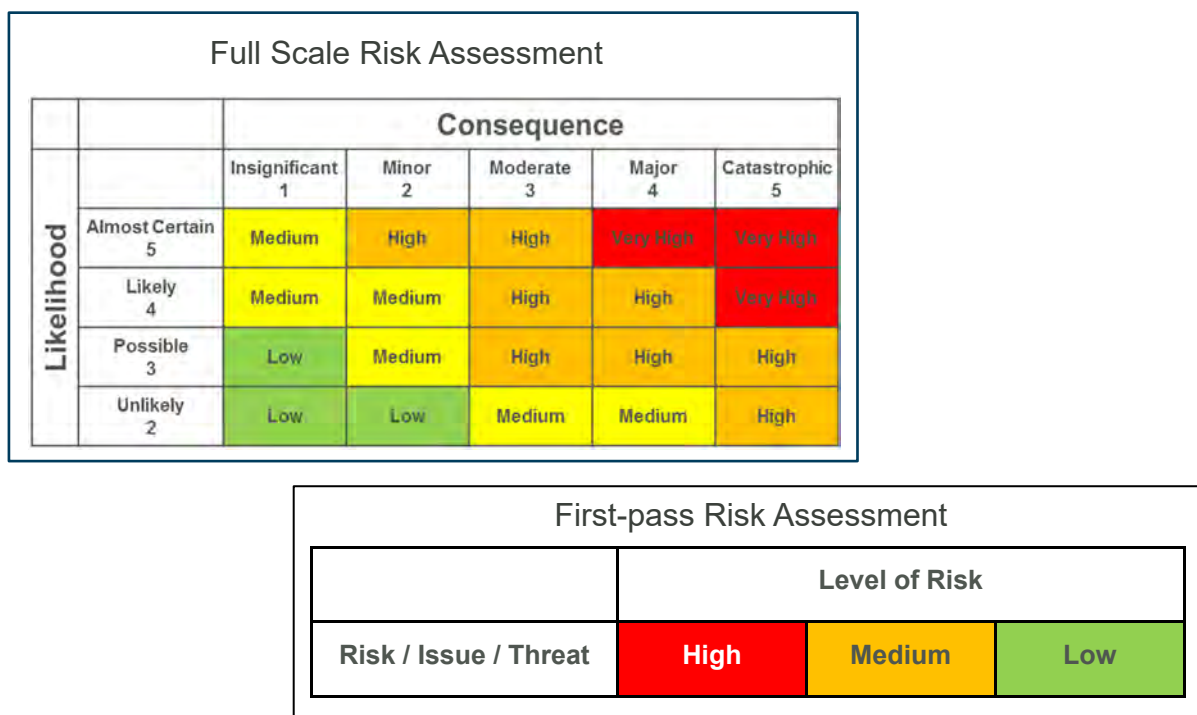 Full Scale Risk Assessment
Consequence
Insignificant Minor Moderate Major Catastrophic
1 2 3 4 5
Likelihood
Almost Certain
5
Medium High High Very High Very High
Likely
4
Medium Medium High High Very High
Possible
3
Low Medium High High High
Unlikely
2
Low Low Medium Medium High
First-pass Risk Assessment
Level of Risk
Risk / Issue / Threat High Medium Low